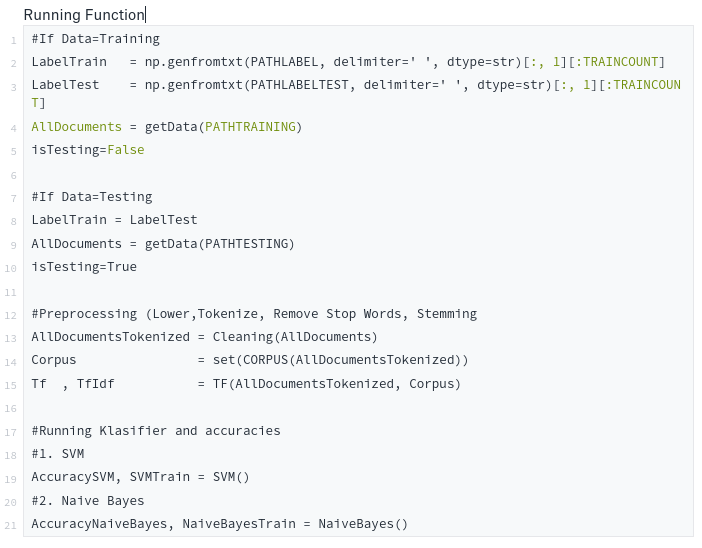 Running Function
1 #If Data=Training
2 LabelTrain   = np.genfromtxt(PATHLABEL, delimiter=' ', dtype=str)[:, 1][:TRAINCOUNT]
3 LabelTest    = np.genfromtxt(PATHLABELTEST, delimiter=' ', dtype=str)[:, 1][:TRAINCOUN
T]
4 AllDocuments = getData(PATHTRAINING)
5 isTesting=False
6
7 #If Data=Testing
8 LabelTrain = LabelTest
9 AllDocuments = getData(PATHTESTING)
10 isTesting=True
11
12 #Preprocessing (Lower,Tokenize, Remove Stop Words, Stemming
13 AllDocumentsTokenized = Cleaning(AllDocuments)
14 Corpus                = set(CORPUS(AllDocumentsTokenized))
15 Tf  , TfIdf           = TF(AllDocumentsTokenized, Corpus)
16
17 #Running Klasifier and accuracies
18 #1. SVM
19 AccuracySVM, SVMTrain = SVM()
20 #2. Naive Bayes
21 AccuracyNaiveBayes, NaiveBayesTrain = NaiveBayes()